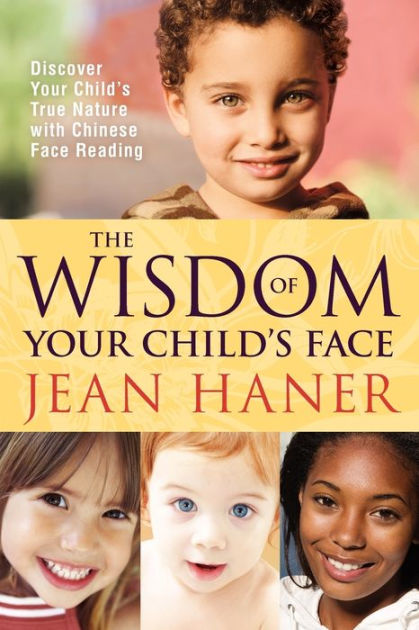 Discover
Your Child's
True Nature
with Chinese
Face Reading
THE
WISDOM
OF
YOUR CHILD'S FACE
JEAN HANER